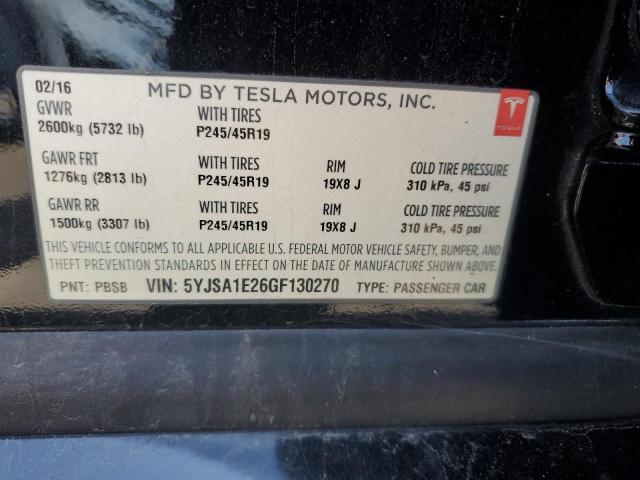 02/16 MFD BY TESLA MOTORS, INC.
TESLA
GVWR WITH TIRES
2600kg (5732 lb) P245/45R19
GAWR FRT WITH TIRES RIM COLD TIRE PRESSURE
1276kg (2813 lb) P245/45R19 19X8 J 310 kPa, 45 psi
GAWR RR WITH TIRES RIM COLD TIRE PRESSURE
1500kg (3307 lb) P245/45R19 19X8 J 310 kPa, 45 psi
THIS VEHICLE CONFORMS TO ALL APPLICABLE U.S. FEDERAL MOTOR VEHICLE SAFETY, BUMPER, AND
THEFT PREVENTION STANDARDS IN EFFECT ON THE DATE OF MANUFACTURE SHOWN ABOVE.
PNT: PBSB VIN: 5YJSA1E26GF130270 TYPE: PASSENGER CAR